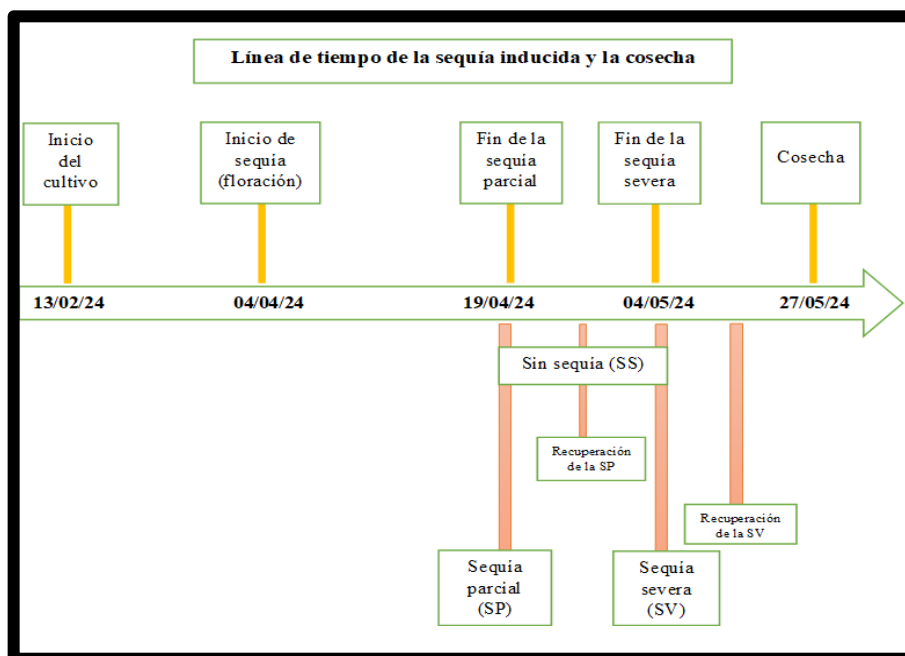 Línea de tiempo de la sequía inducida y la cosecha
Inicio
del
cultivo
Inicio de
sequía
(floración)
Fin de la
sequía
parcial
Fin de la
sequía
severa
Cosecha
13/02/24
04/04/24
19/04/24
04/05/24
27/05/24
Sin sequía (SS)
Recuperación
de la SP
Recuperación
de la SV
Sequía
parcial
(SP)
Sequía
severa
(SV)